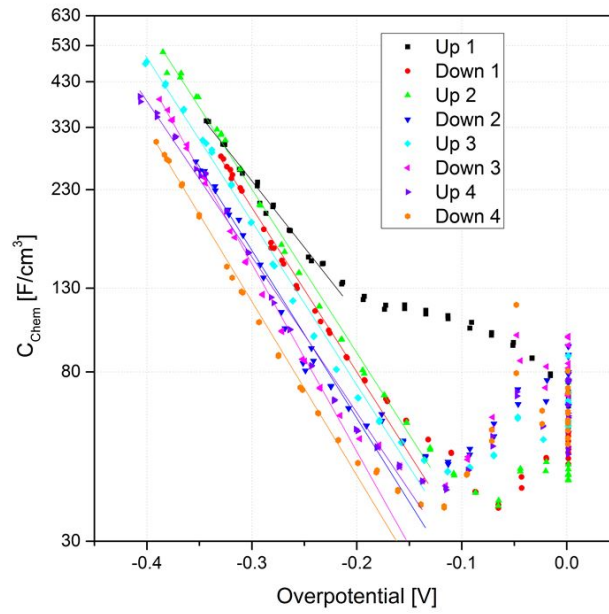 630
530
430
330
230
130
80
30
C_Chem [F/cm³]
Up 1
Down 1
Up 2
Down 2
Up 3
Down 3
Up 4
Down 4
-0.4 -0.3 -0.2 -0.1 0.0
Overpotential [V]